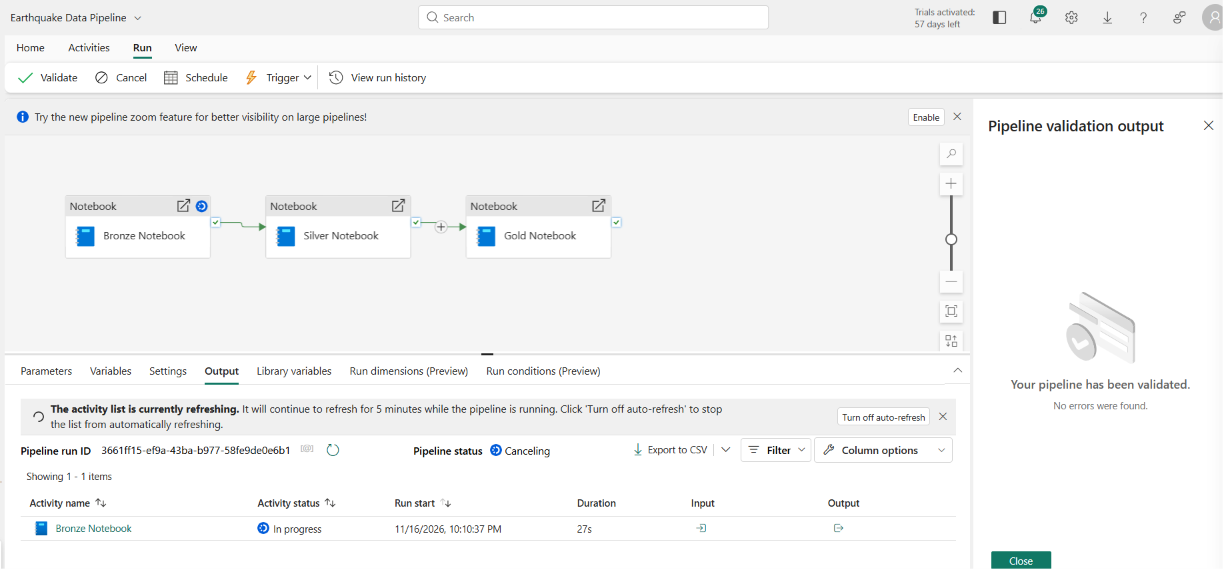 Earthquake Data Pipeline
Search
Trials activated:
57 days left
26
?
Home Activities Run View
Validate Cancel Schedule Trigger View run history
Try the new pipeline zoom feature for better visibility on large pipelines!
Enable
Pipeline validation output
Notebook
Bronze Notebook
Notebook
Silver Notebook
Notebook
Gold Notebook
Your pipeline has been validated.
No errors were found.
Close
Parameters Variables Settings Output Library variables Run dimensions (Preview) Run conditions (Preview)
The activity list is currently refreshing. It will continue to refresh for 5 minutes while the pipeline is running. Click 'Turn off auto-refresh' to stop
the list from automatically refreshing.
Turn off auto-refresh
Pipeline run ID 3661ff15-ef9a-43ba-b977-58fe9de0e6b1
Pipeline status Canceling
Export to CSV
Filter
Column options
Showing 1 - 1 items
Activity name Activity status Run start Duration Input Output
Bronze Notebook In progress 11/16/2026, 10:10:37 PM 27s